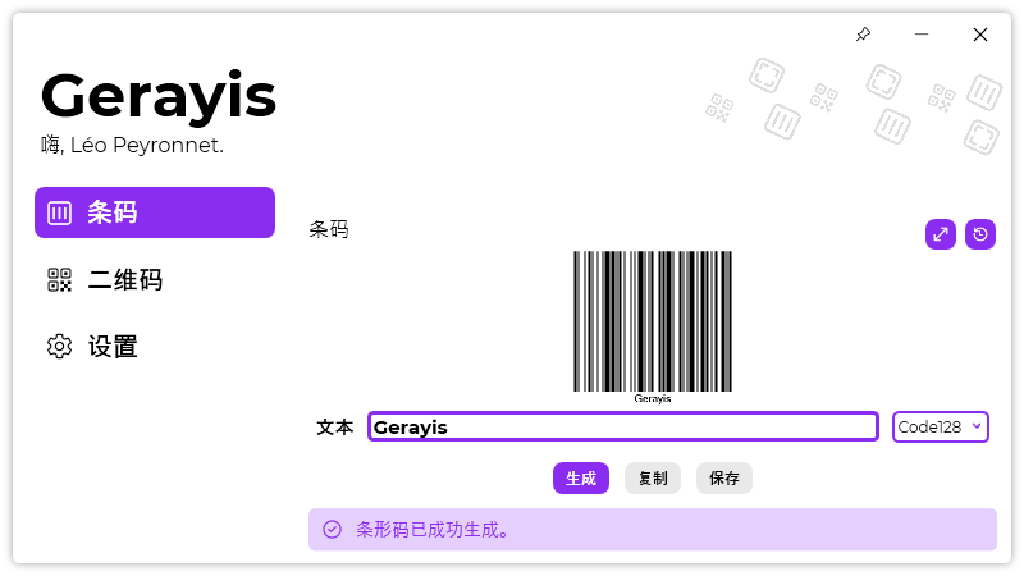 Gerayis
嗨, Léo Peyronnet.
条码
二维码
设置
条码
Gerayis
文本
Gerayis
Code128
生成
复制
保存
条形码已成功生成。